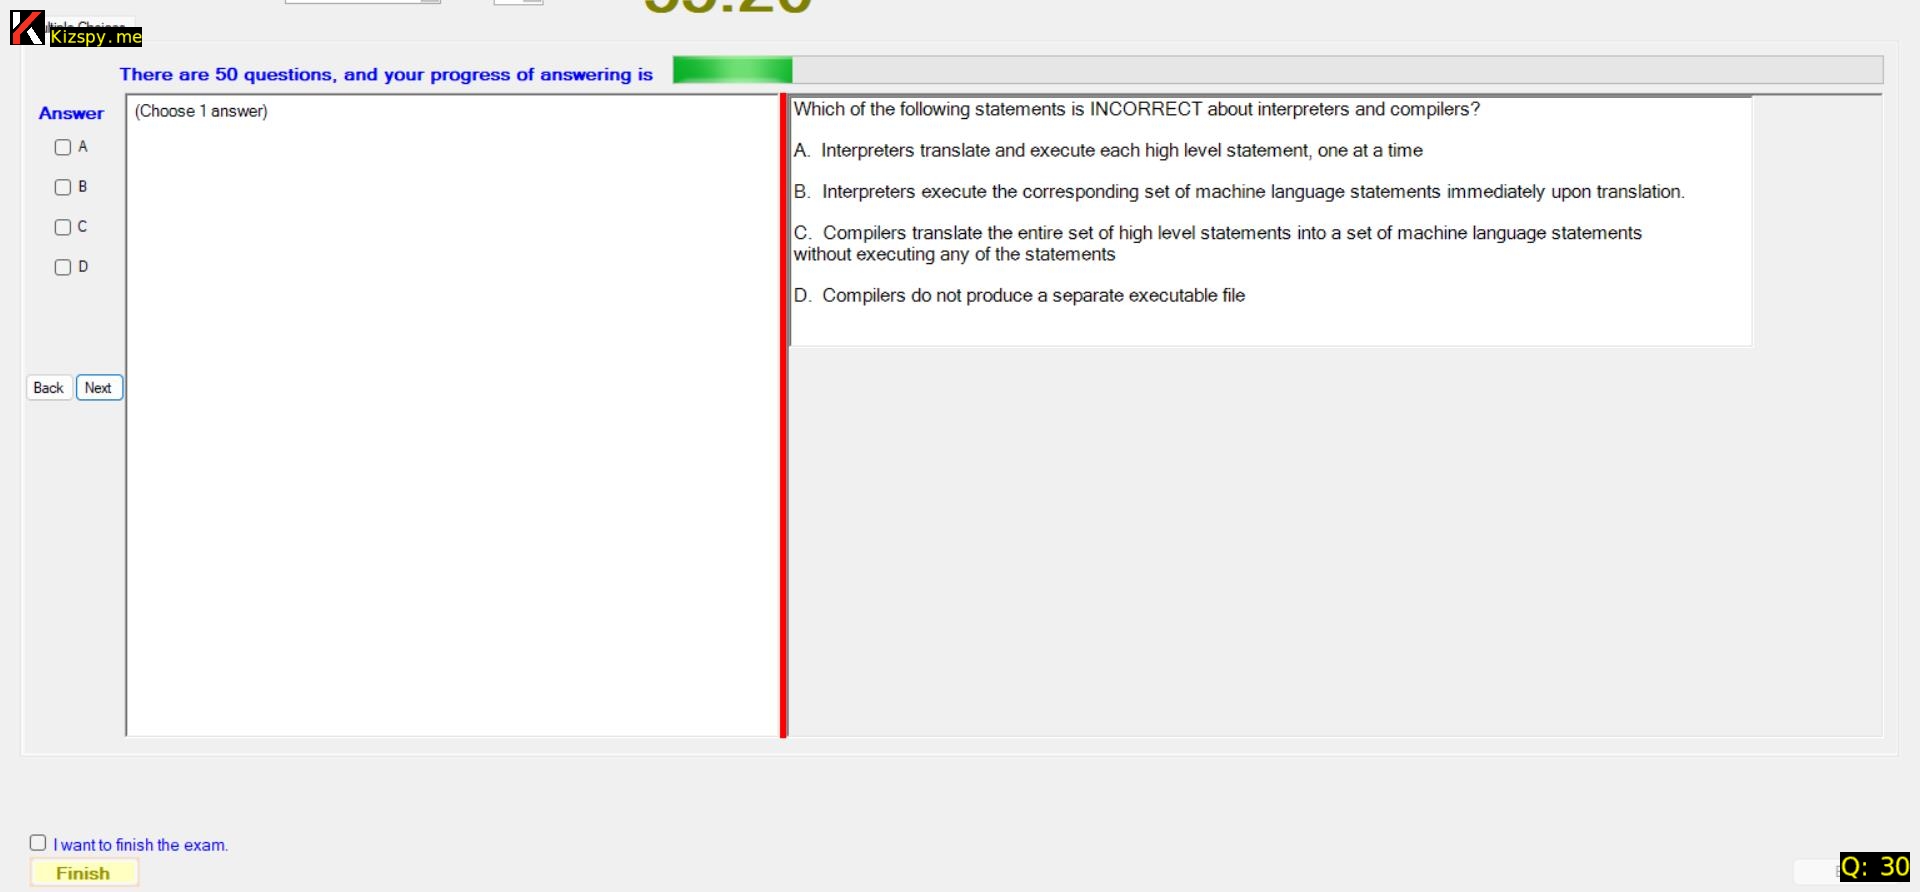 Kizspy.me
There are 50 questions, and your progress of answering is
Answer
(Choose 1 answer)
A
B
C
D
Back Next
Which of the following statements is INCORRECT about interpreters and compilers?
A. Interpreters translate and execute each high level statement, one at a time
B. Interpreters execute the corresponding set of machine language statements immediately upon translation.
C. Compilers translate the entire set of high level statements into a set of machine language statements
without executing any of the statements
D. Compilers do not produce a separate executable file
I want to finish the exam.
Finish
Q: 30